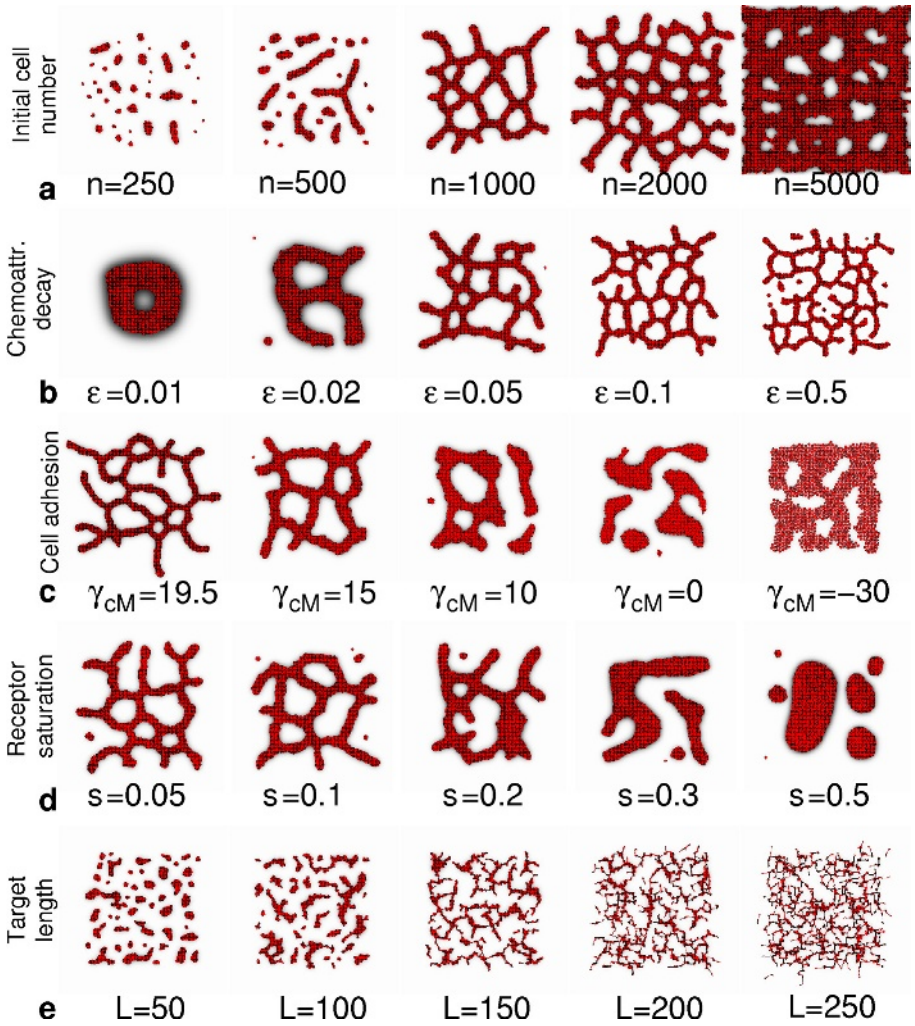 Initial cell
number
a
n=250 n=500 n=1000 n=2000 n=5000
Chemoattr.
decay
b
ε=0.01 ε=0.02 ε=0.05 ε=0.1 ε=0.5
Cell adhesion
c
γcM=19.5 γcM=15 γcM=10 γcM=0 γcM=−30
Receptor
saturation
d
s=0.05 s=0.1 s=0.2 s=0.3 s=0.5
Target
length
e
L=50 L=100 L=150 L=200 L=250